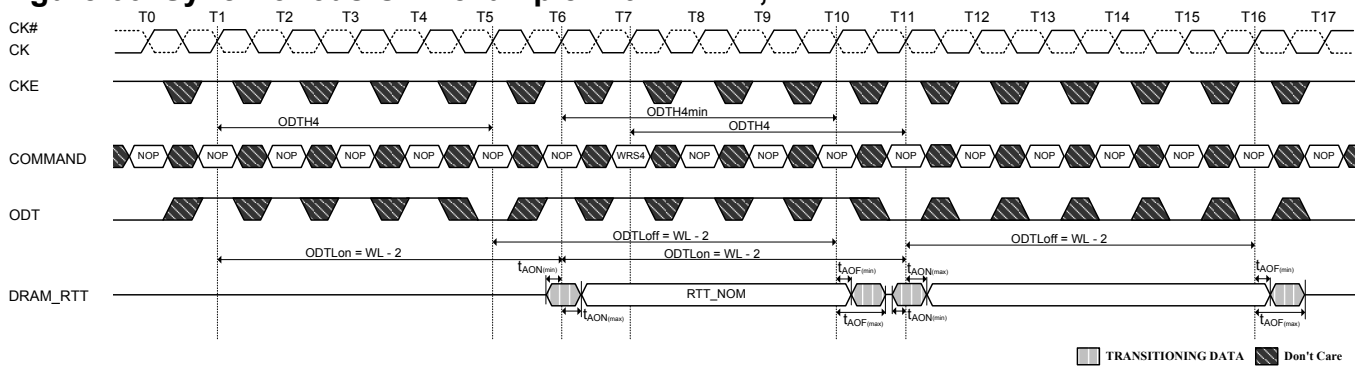 T0 T1 T2 T3 T4 T5 T6 T7 T8 T9 T10 T11 T12 T13 T14 T15 T16 T17
CK#
CK
CKE
ODTH4min
ODTH4
ODTH4
COMMAND NOP NOP NOP NOP NOP NOP NOP WRS4 NOP NOP NOP NOP NOP NOP NOP NOP NOP NOP
ODT
ODTLoff = WL - 2
ODTLoff = WL - 2
ODTLon = WL - 2
ODTLon = WL - 2
tAON(min) tAOF(min) tAON(max) tAOF(min)
DRAM_RTT RTT_NOM
tAON(max) tAOF(max) tAON(min) tAOF(max)
TRANSITIONING DATA Don't Care